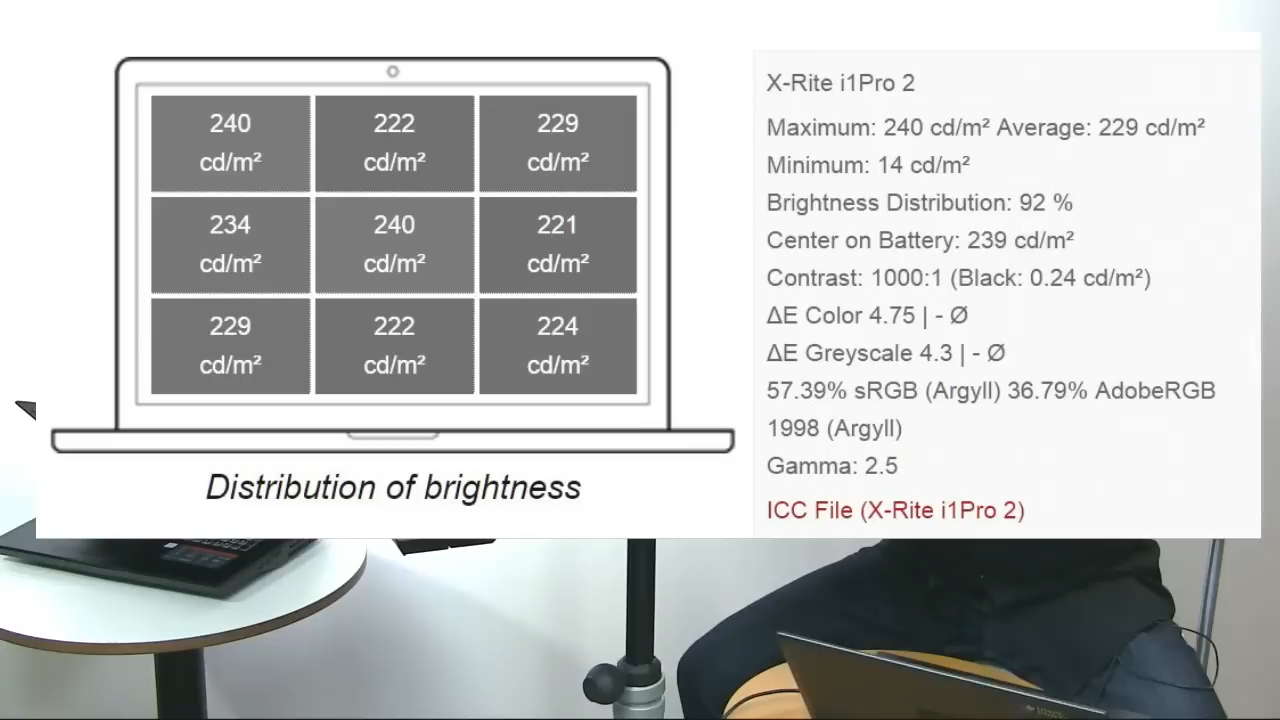 240
cd/m²
222
cd/m²
229
cd/m²
234
cd/m²
240
cd/m²
221
cd/m²
229
cd/m²
222
cd/m²
224
cd/m²
Distribution of brightness
X-Rite i1Pro 2
Maximum: 240 cd/m² Average: 229 cd/m²
Minimum: 14 cd/m²
Brightness Distribution: 92 %
Center on Battery: 239 cd/m²
Contrast: 1000:1 (Black: 0.24 cd/m²)
ΔE Color 4.75 | - Ø
ΔE Greyscale 4.3 | - Ø
57.39% sRGB (Argyll) 36.79% AdobeRGB
1998 (Argyll)
Gamma: 2.5
ICC File (X-Rite i1Pro 2)